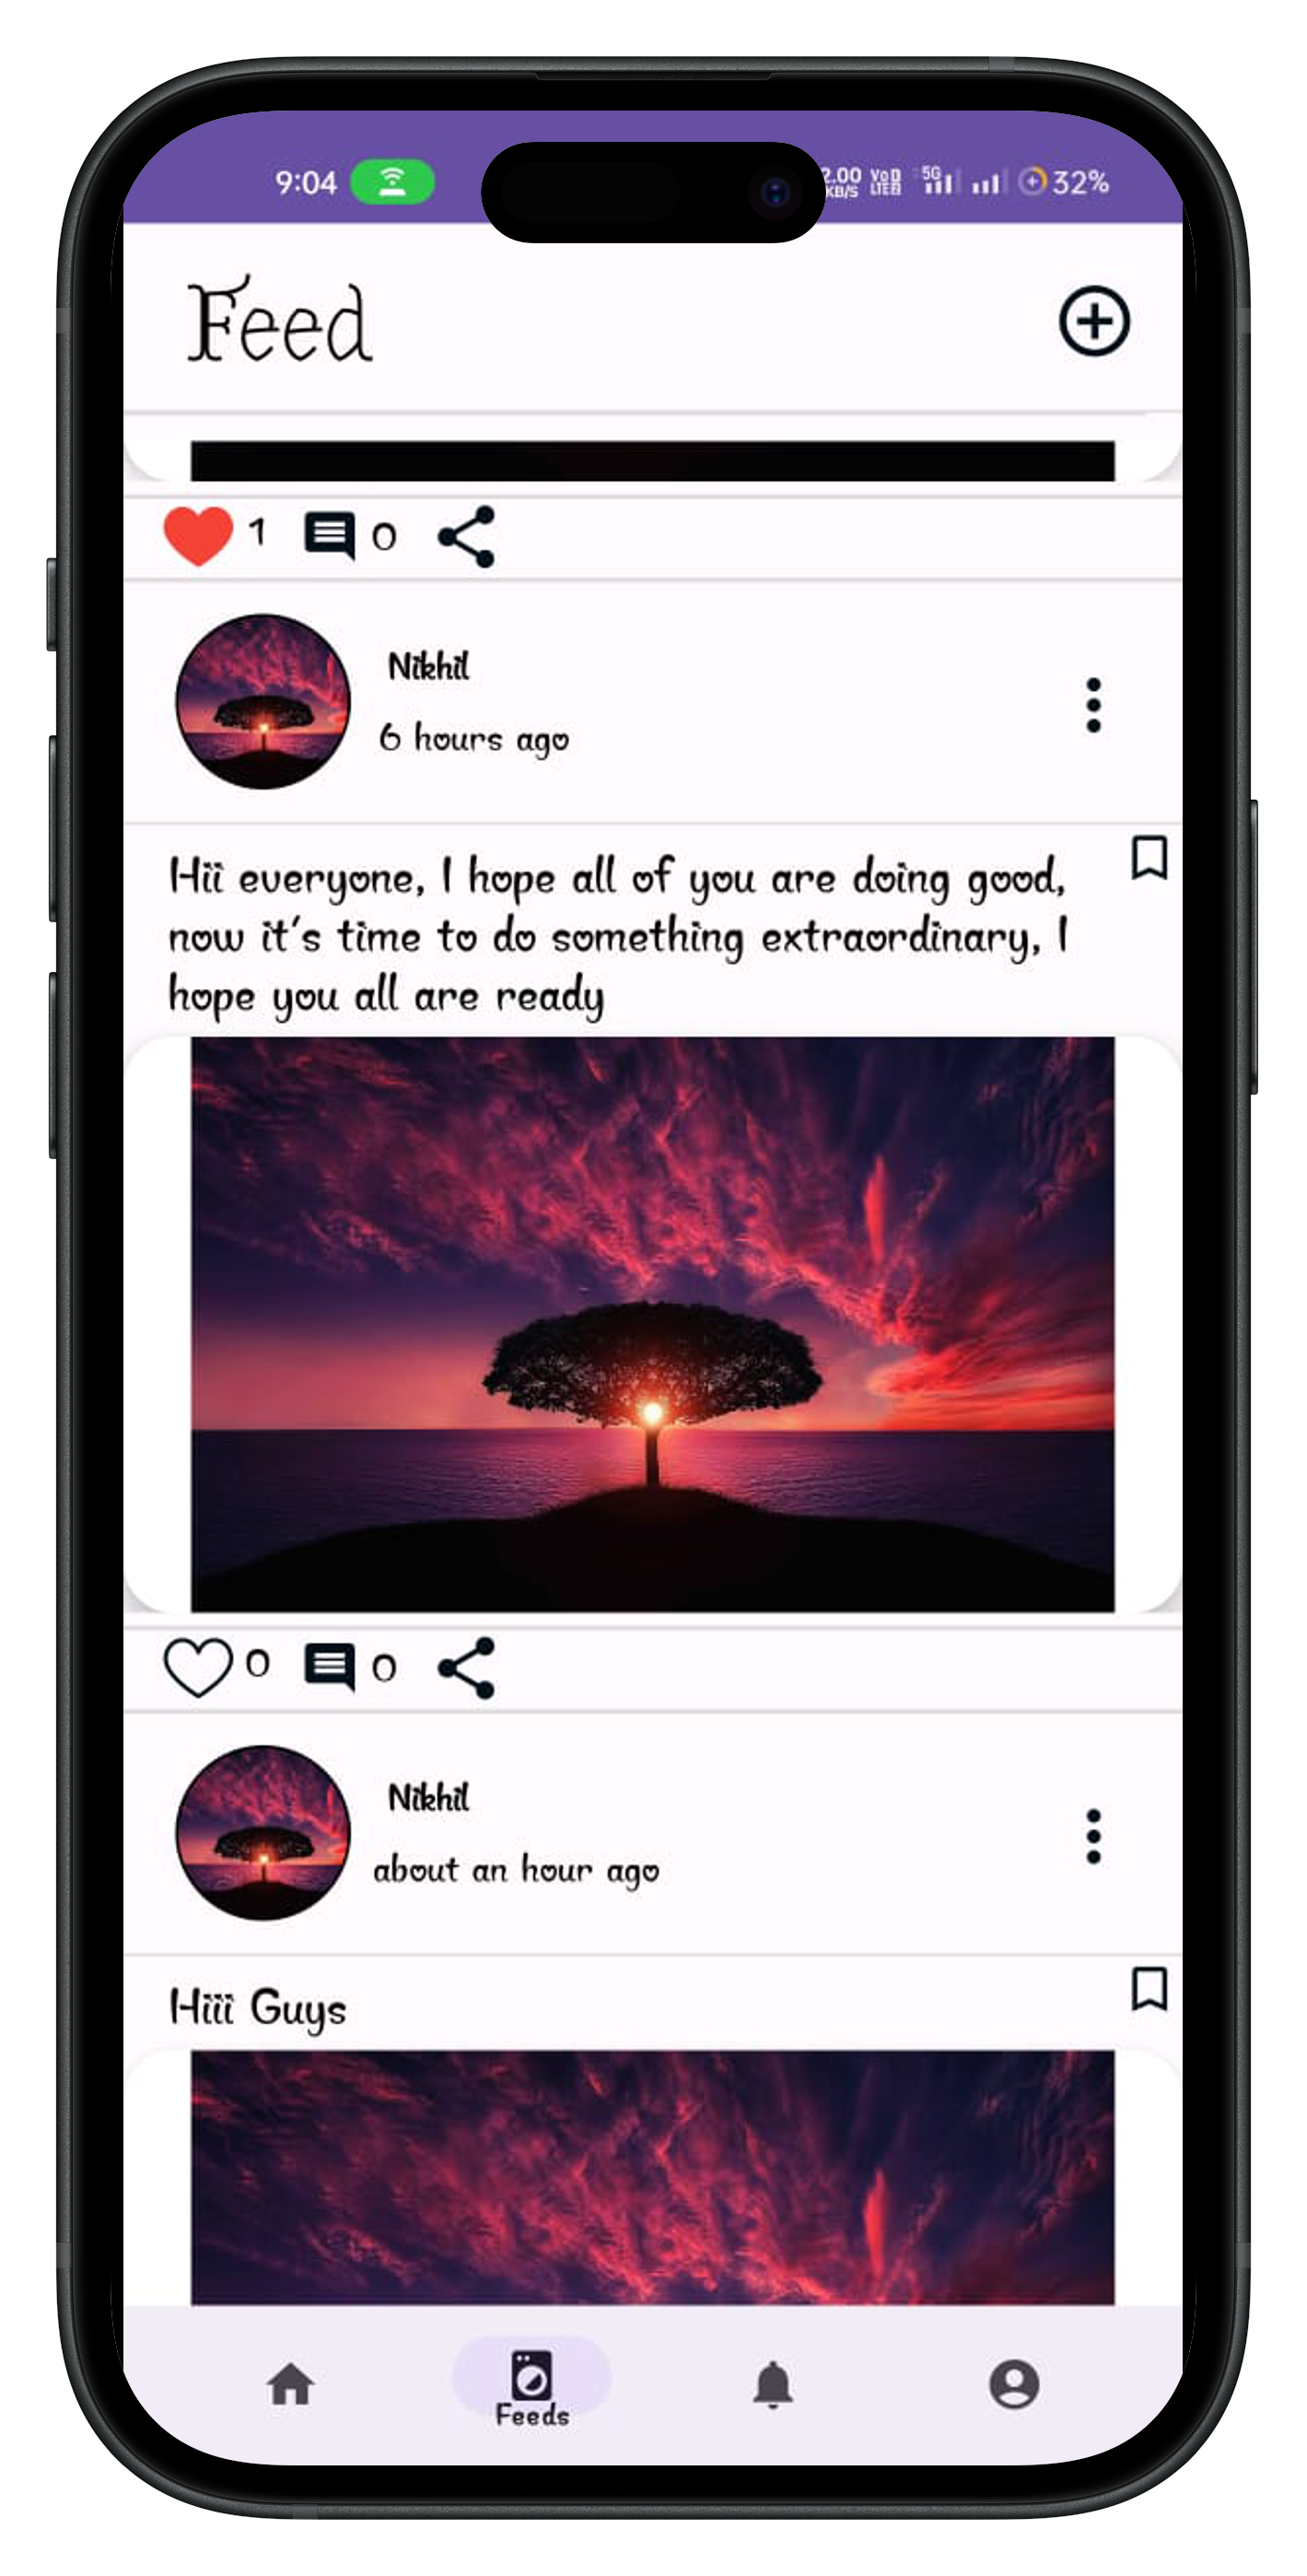 9:04 2.00 KB/S VoD LTE2 5G 32%
Feed
1 0
Nikhil
6 hours ago
Hii everyone, I hope all of you are doing good,
now it's time to do something extraordinary, I
hope you all are ready
0 0
Nikhil
about an hour ago
Hiii Guys
Feeds